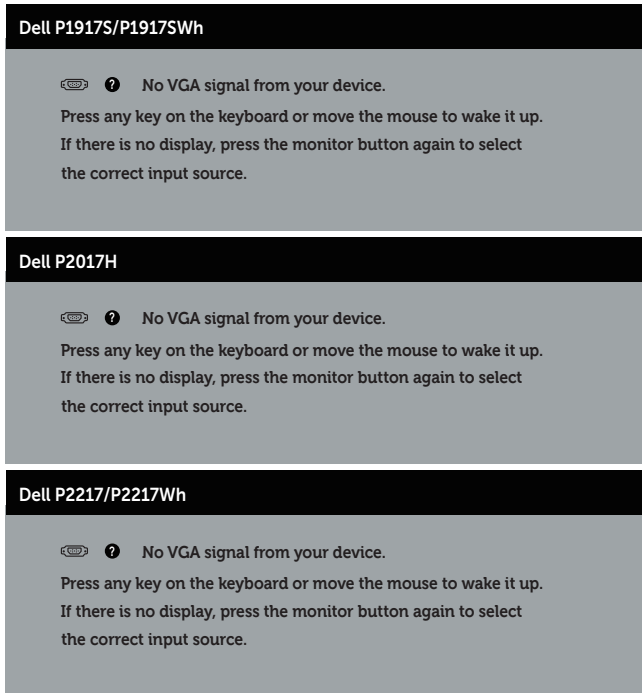 Dell P1917S/P1917SWh
No VGA signal from your device.
Press any key on the keyboard or move the mouse to wake it up.
If there is no display, press the monitor button again to select
the correct input source.
Dell P2017H
No VGA signal from your device.
Press any key on the keyboard or move the mouse to wake it up.
If there is no display, press the monitor button again to select
the correct input source.
Dell P2217/P2217Wh
No VGA signal from your device.
Press any key on the keyboard or move the mouse to wake it up.
If there is no display, press the monitor button again to select
the correct input source.